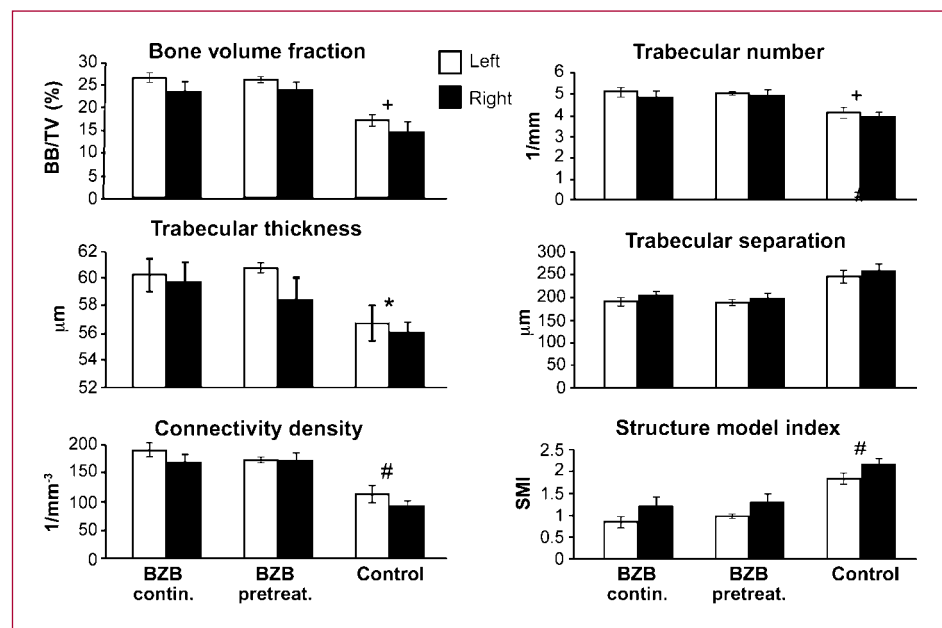 Bone volume fraction
BB/TV (%)
30
25
20
15
10
5
0
+
Left
Right
Trabecular number
1/mm
6
5
4
3
2
1
0
+
#
Trabecular thickness
μm
62
60
58
56
54
52
*
Trabecular separation
μm
300
250
200
150
100
50
0
Connectivity density
1/mm-3
200
150
100
50
0
#
BZB
contin.
BZB
pretreat.
Control
Structure model index
SMI
2.5
2
1.5
1
0.5
0
#
BZB
contin.
BZB
pretreat.
Control